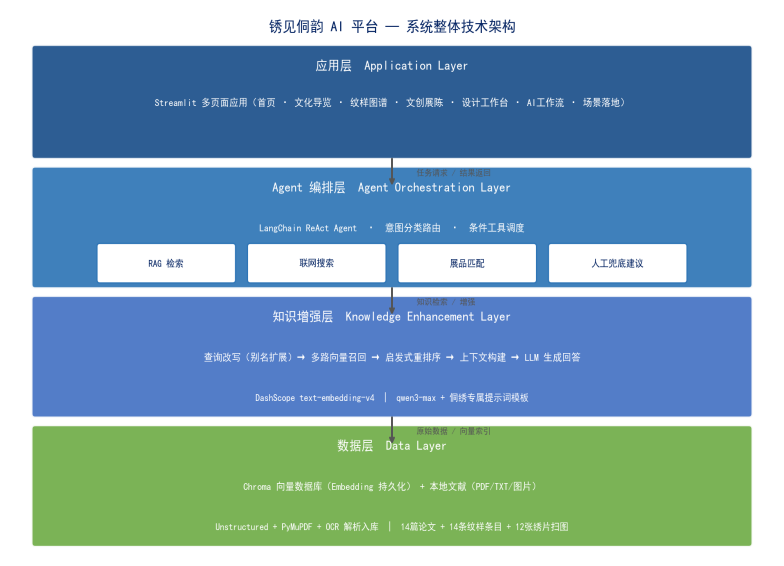 锈见侗韵 AI 平台 — 系统整体技术架构
应用层 Application Layer
Streamlit 多页面应用（首页 · 文化导览 · 纹样图谱 · 文创展陈 · 设计工作台 · AI工作流 · 场景落地）
任务请求 / 结果返回
Agent 编排层 Agent Orchestration Layer
LangChain ReAct Agent · 意图分类路由 · 条件工具调度
RAG 检索
联网搜索
展品匹配
人工兜底建议
知识检索 / 增强
知识增强层 Knowledge Enhancement Layer
查询改写（别名扩展）→ 多路向量召回 → 启发式重排序 → 上下文构建 → LLM 生成回答
DashScope text-embedding-v4 | qwen3-max + 侗绣专属提示词模板
原始数据 / 向量索引
数据层 Data Layer
Chroma 向量数据库（Embedding 持久化） + 本地文献（PDF/TXT/图片）
Unstructured + PyMuPDF + OCR 解析入库 | 14篇论文 + 14条纹样条目 + 12张绣片扫图